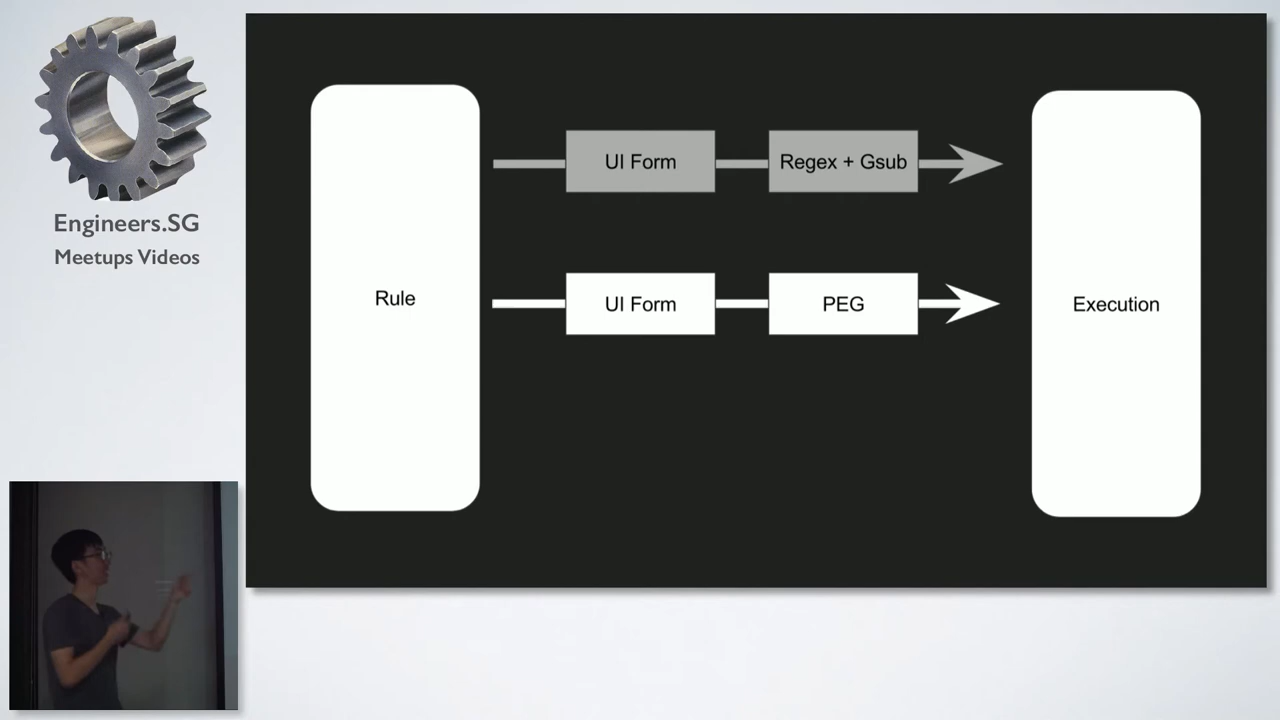 Engineers.SG
Meetups Videos
Rule
UI Form
Regex + Gsub
UI Form
PEG
Execution